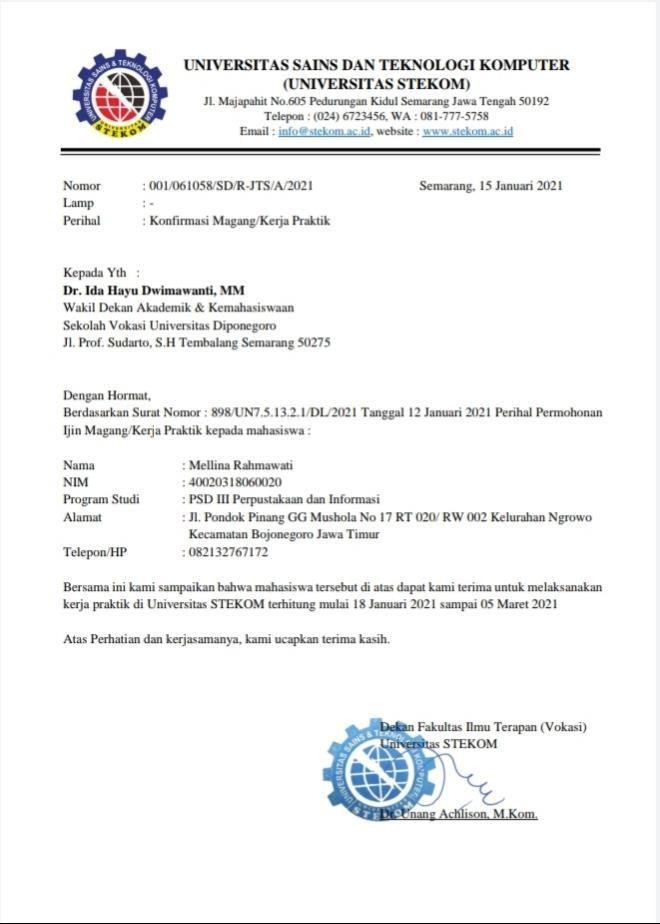 UNIVERSITAS SAINS DAN TEKNOLOGI KOMPUTER
(UNIVERSITAS STEKOM)
Jl. Majapahit No.605 Pedurungan Kidul Semarang Jawa Tengah 50192
Telepon : (024) 6723456, WA : 081-777-5758
Email : info@stekom.ac.id, website : www.stekom.ac.id
UNIVERSITAS SAINS & TEKNOLOGI KOMPUTER
UNIVERSITAS
STEKOM
Nomor : 001/061058/SD/R-JTS/A/2021 Semarang, 15 Januari 2021
Lamp : -
Perihal : Konfirmasi Magang/Kerja Praktik
Kepada Yth :
Dr. Ida Hayu Dwimawanti, MM
Wakil Dekan Akademik & Kemahasiswaan
Sekolah Vokasi Universitas Diponegoro
Jl. Prof. Sudarto, S.H Tembalang Semarang 50275
Dengan Hormat,
Berdasarkan Surat Nomor : 898/UN7.5.13.2.1/DL/2021 Tanggal 12 Januari 2021 Perihal Permohonan
Ijin Magang/Kerja Praktik kepada mahasiswa :
Nama : Mellina Rahmawati
NIM : 40020318060020
Program Studi : PSD III Perpustakaan dan Informasi
Alamat : Jl. Pondok Pinang GG Mushola No 17 RT 020/ RW 002 Kelurahan Ngrowo
Kecamatan Bojonegoro Jawa Timur
Telepon/HP : 082132767172
Bersama ini kami sampaikan bahwa mahasiswa tersebut di atas dapat kami terima untuk melaksanakan
kerja praktik di Universitas STEKOM terhitung mulai 18 Januari 2021 sampai 05 Maret 2021
Atas Perhatian dan kerjasamanya, kami ucapkan terima kasih.
Dekan Fakultas Ilmu Terapan (Vokasi)
Universitas STEKOM
UNIVERSITAS SAINS & TEKNOLOGI KOMPUTER
STEKOM
Dr. Unang Achlison, M.Kom.